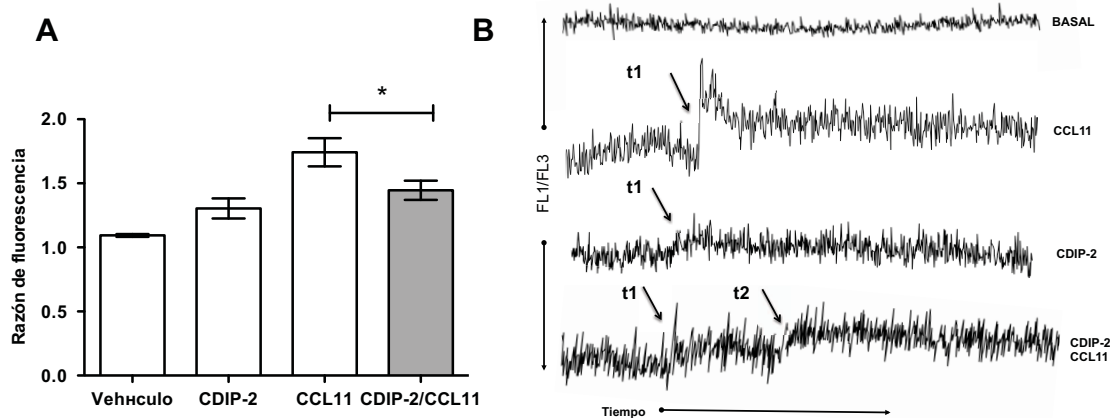 A
B
*
Razón de fluorescencia
2.0
1.5
1.0
0.5
0.0
Vehнculo
CDIP-2
CCL11
CDIP-2/CCL11
FL1/FL3
BASAL
t1
CCL11
t1
CDIP-2
t1
t2
CDIP-2
CCL11
Tiempo